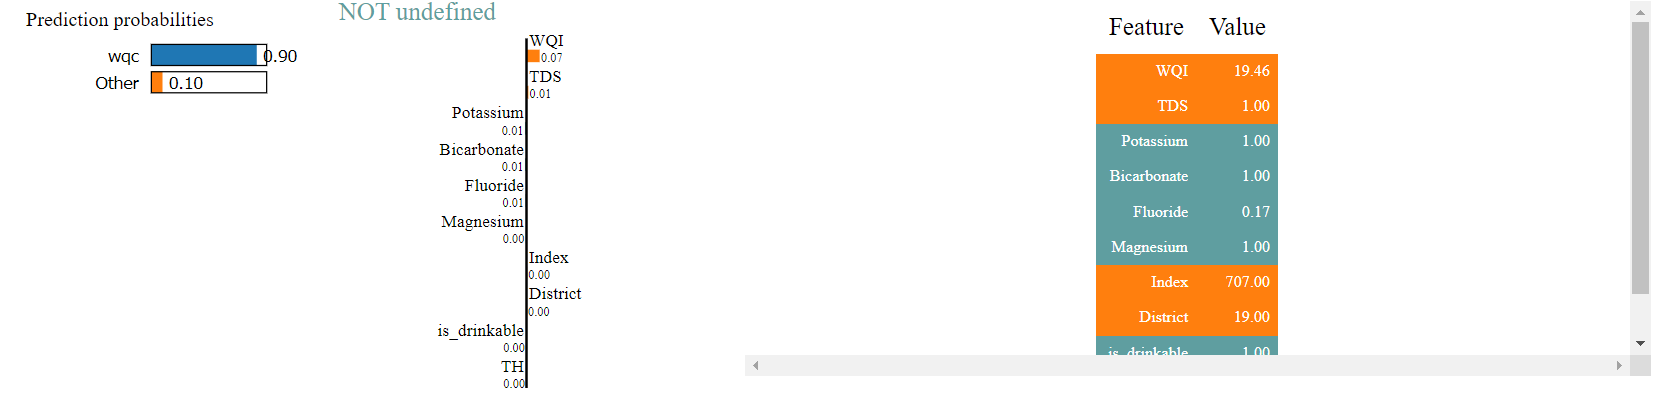 Prediction probabilities
wqc 0.90
Other 0.10
NOT undefined
WQI
0.07
TDS
0.01
Potassium
0.01
Bicarbonate
0.01
Fluoride
0.01
Magnesium
0.00
Index
0.00
District
0.00
is_drinkable
0.00
TH
0.00
Feature Value
WQI 19.46
TDS 1.00
Potassium 1.00
Bicarbonate 1.00
Fluoride 0.17
Magnesium 1.00
Index 707.00
District 19.00
is_drinkable 1.00